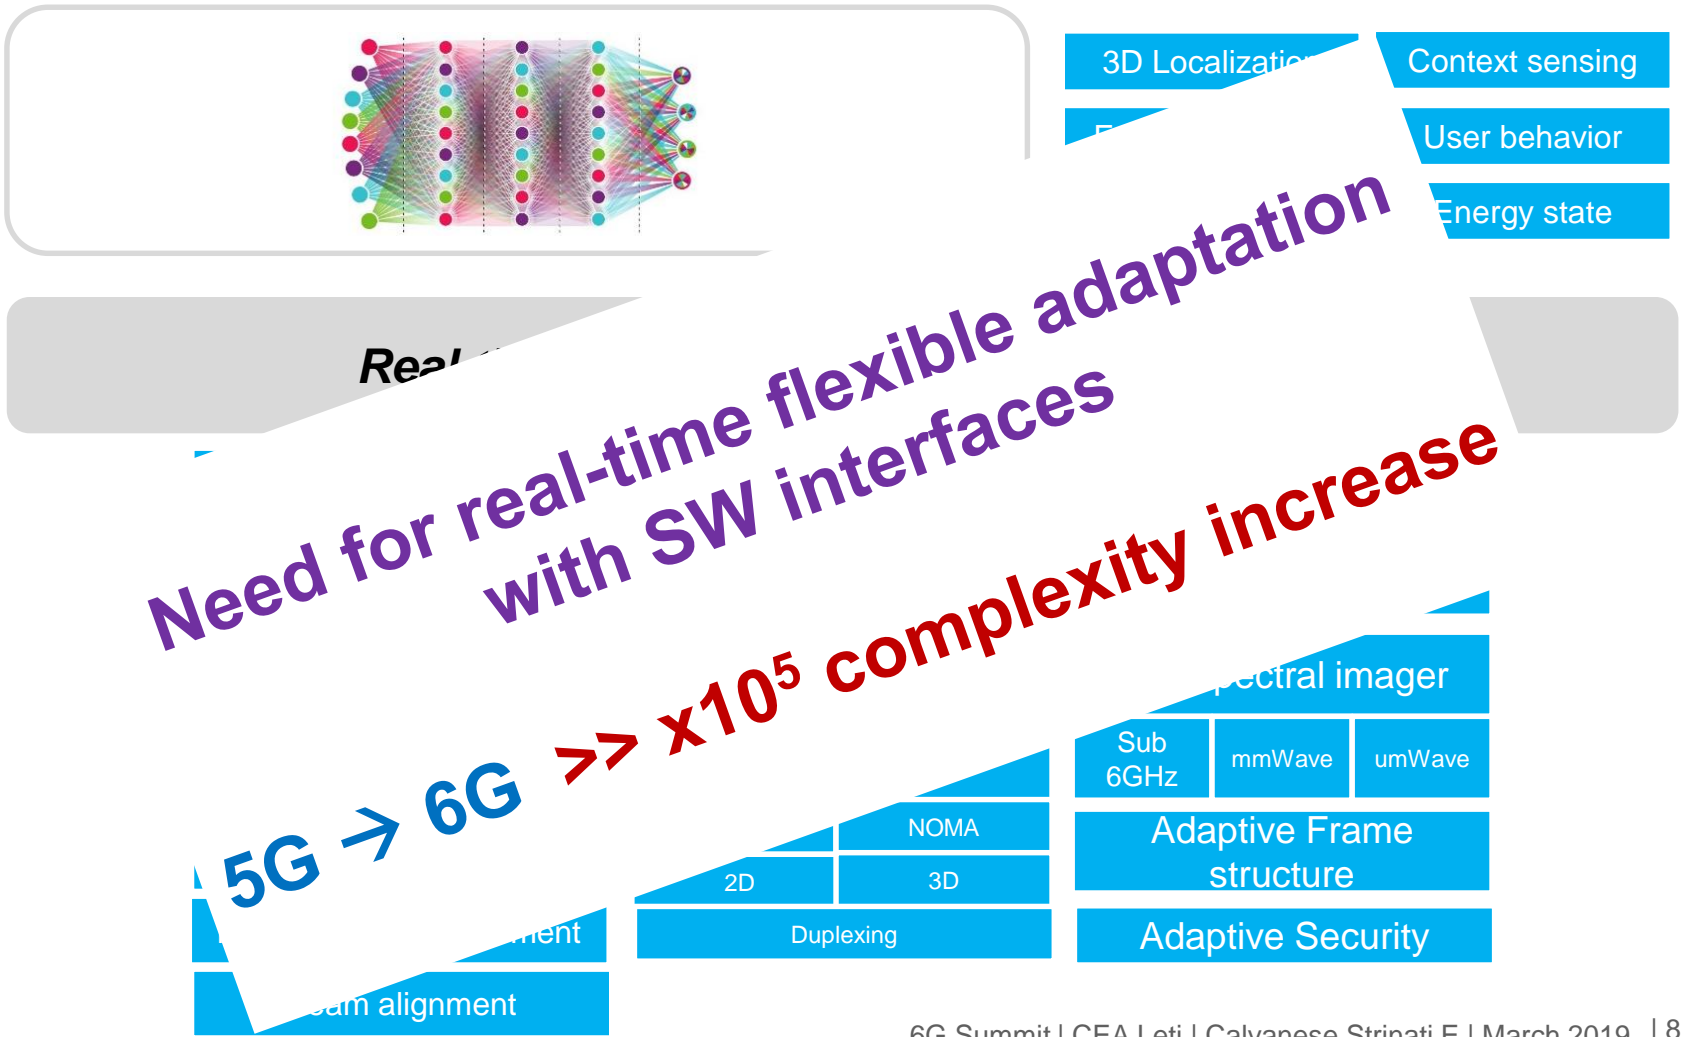 3D Localization
Context sensing
User behavior
Energy state
Real
Need for real-time flexible adaptation
with SW interfaces
5G → 6G >> x10⁵ complexity increase
spectral imager
Sub
6GHz
mmWave
umWave
NOMA
Adaptive Frame
structure
2D
3D
ment
Duplexing
Adaptive Security
am alignment
6G Summit | CEA Leti | Calvanese Strinati E | March 2019 | 8